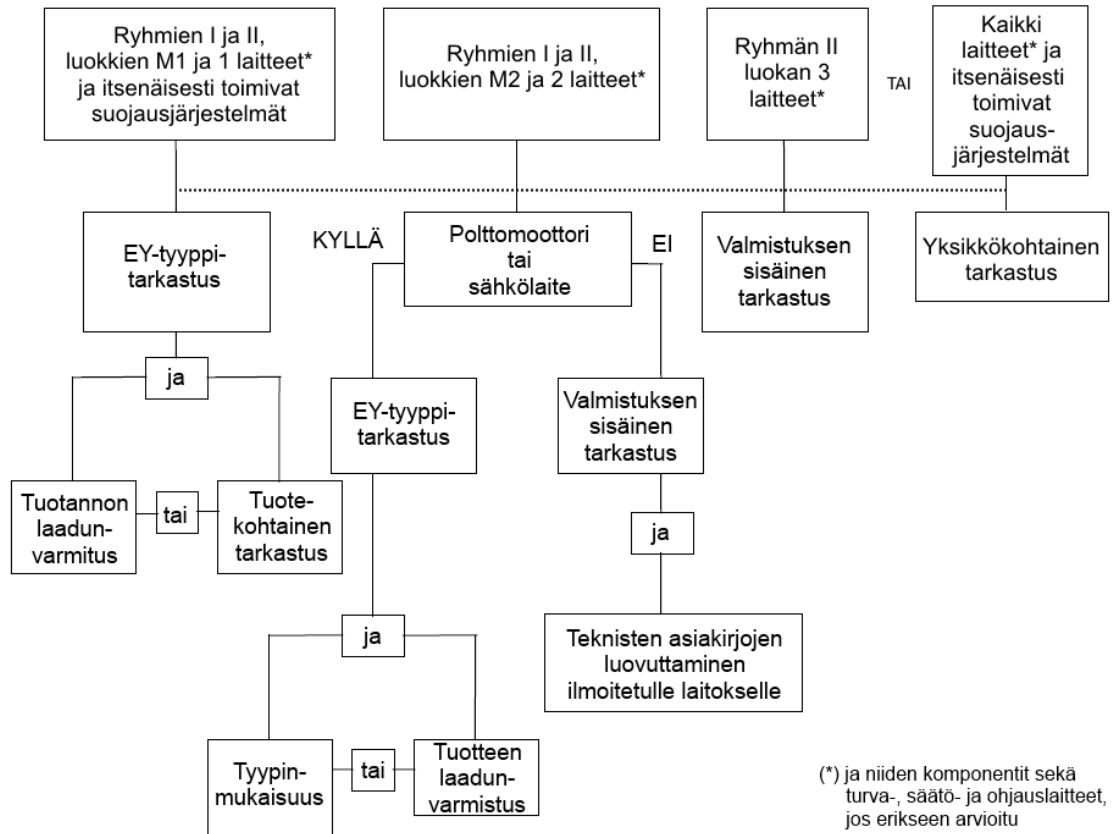 Ryhmien I ja II,
luokkien M1 ja 1 laitteet*
ja itsenäisesti toimivat
suojausjärjestelmät
Ryhmien I ja II,
luokkien M2 ja 2 laitteet*
Ryhmän II
luokan 3
laitteet*
TAI
Kaikki
laitteet* ja
itsenäisesti
toimivat
suojaus-
järjestelmät
EY-tyyppi-
tarkastus
KYLLÄ
Polttomoottori
tai
sähkölaite
EI
Valmistuksen
sisäinen
tarkastus
Yksikkökohtainen
tarkastus
ja
EY-tyyppi-
tarkastus
Valmistuksen
sisäinen
tarkastus
Tuotannon
laadun-
varmitus
tai
Tuote-
kohtainen
tarkastus
ja
ja
Teknisten asiakirjojen
luovuttaminen
ilmoitetulle laitokselle
Tyypin-
mukaisuus
tai
Tuotteen
laadun-
varmistus
(*) ja niiden komponentit sekä
turva-, säätö- ja ohjauslaitteet,
jos erikseen arvioitu